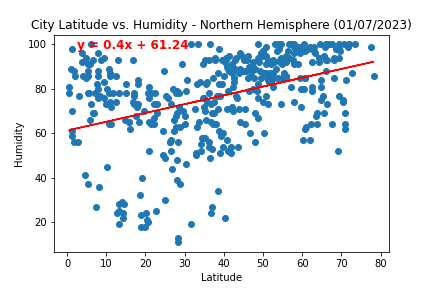 City Latitude vs. Humidity - Northern Hemisphere (01/07/2023)
y = 0.4x + 61.24
100
80
60
40
20
Humidity
0 10 20 30 40 50 60 70 80
Latitude